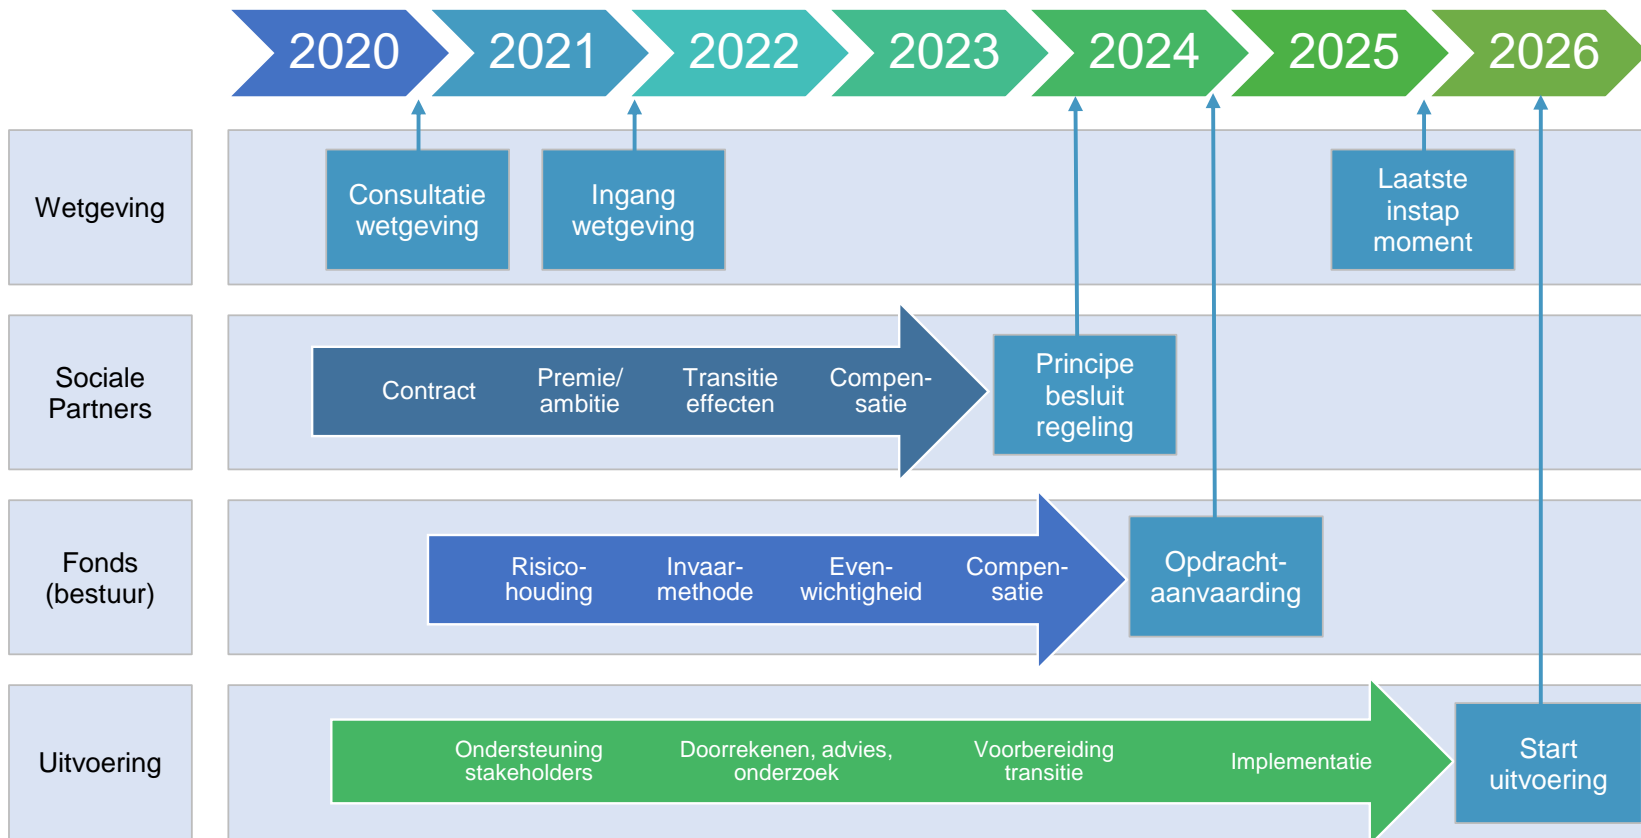 2020
2021
2022
2023
2024
2025
2026
Wetgeving
Consultatie
wetgeving
Ingang
wetgeving
Laatste
instap
moment
Sociale
Partners
Contract
Premie/
ambitie
Transitie
effecten
Compen-
satie
Principe
besluit
regeling
Fonds
(bestuur)
Risico-
houding
Invaar-
methode
Even-
wichtigheid
Compen-
satie
Opdracht-
aanvaarding
Uitvoering
Ondersteuning
stakeholders
Doorrekenen, advies,
onderzoek
Voorbereiding
transitie
Implementatie
Start
uitvoering